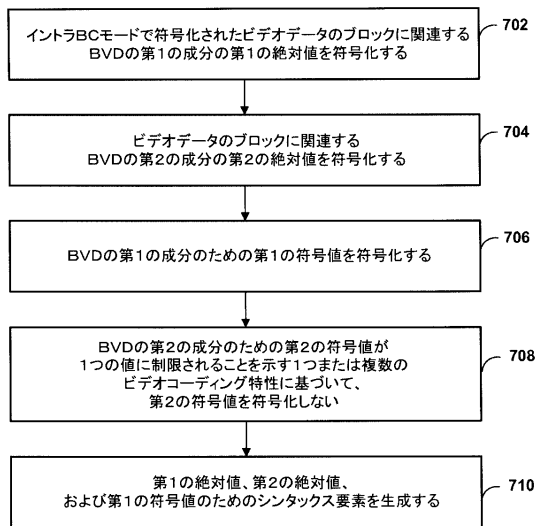 イントラBCモードで符号化されたビデオデータのブロックに関連する
BVDの第1の成分の第1の絶対値を符号化する
702
ビデオデータのブロックに関連する
BVDの第2の成分の第2の絶対値を符号化する
704
BVDの第1の成分のための第1の符号値を符号化する
706
BVDの第2の成分のための第2の符号値が
1つの値に制限されることを示す1つまたは複数の
ビデオコーディング特性に基づいて、
第2の符号値を符号化しない
708
第1の絶対値、第2の絶対値、
および第1の符号値のためのシンタックス要素を生成する
710